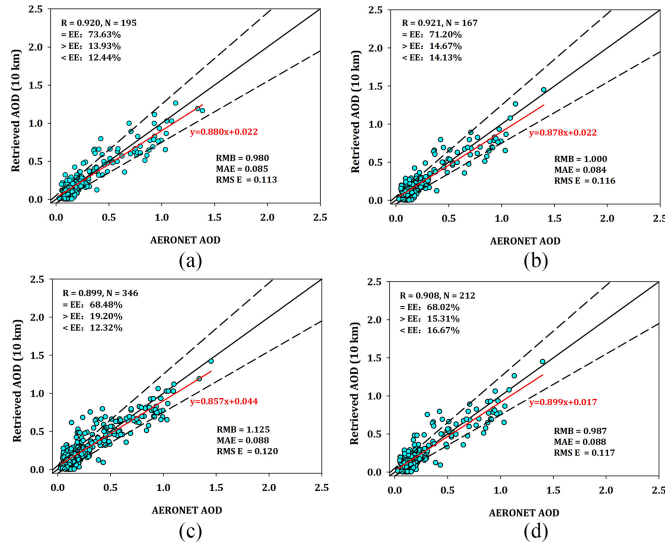 R = 0.920, N = 195
= EE: 73.63%
> EE: 13.93%
< EE: 12.44%
y=0.880x+0.022
RMB = 0.980
MAE = 0.085
RMS E = 0.113
Retrieved AOD (10 km)
2.5
2.0
1.5
1.0
0.5
0.0
0.0 0.5 1.0 1.5 2.0 2.5
AERONET AOD
(a)
R = 0.921, N = 167
= EE: 71.20%
> EE: 14.67%
< EE: 14.13%
y=0.878x+0.022
RMB = 1.000
MAE = 0.084
RMS E = 0.116
Retrieved AOD (10 km)
2.5
2.0
1.5
1.0
0.5
0.0
0.0 0.5 1.0 1.5 2.0 2.5
AERONET AOD
(b)
R = 0.899, N = 346
= EE: 68.48%
> EE: 19.20%
< EE: 12.32%
y=0.857x+0.044
RMB = 1.125
MAE = 0.088
RMS E = 0.120
Retrieved AOD (10 km)
2.5
2.0
1.5
1.0
0.5
0.0
0.0 0.5 1.0 1.5 2.0 2.5
AERONET AOD
(c)
R = 0.908, N = 212
= EE: 68.02%
> EE: 15.31%
< EE: 16.67%
y=0.899x+0.017
RMB = 0.987
MAE = 0.088
RMS E = 0.117
Retrieved AOD (10 km)
2.5
2.0
1.5
1.0
0.5
0.0
0.0 0.5 1.0 1.5 2.0 2.5
AERONET AOD
(d)